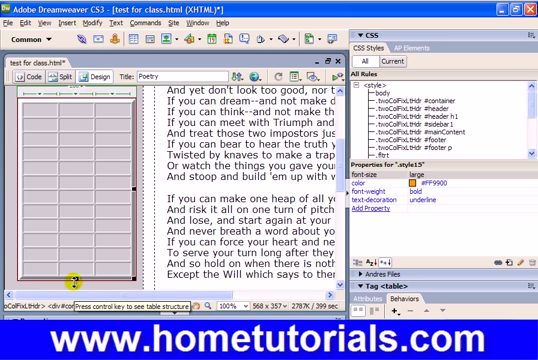 Adobe Dreamweaver CS3 - [test for class.html (XHTML)*]
File Edit View Insert Modify Text Commands Site Window Help
Common
test for class.html*
Code Split Design Title: Poetry
And yet don't look too good, nor t
If you can dream--and not make d
If you can think--and not make th
If you can meet with Triumph and
And treat those two impostors jus
If you can bear to hear the truth y
Twisted by knaves to make a trap
Or watch the things you gave your
And stoop and build 'em up with w
If you can make one heap of all yo
And risk it all on one turn of pitch
And lose, and start again at your
And never breath a word about yo
If you can force your heart and ne
To serve your turn long after they
And so hold on when there is noth
Except the Will which says to ther
Press control key to see table structure
oColFixLtHdr> <div#con
100% 568 x 357 2787K / 399 sec
CSS
CSS Styles AP Elements
All Current
All Rules
<style>
body
.twoColFixLtHdr #container
.twoColFixLtHdr #header
.twoColFixLtHdr #header h1
.twoColFixLtHdr #sidebar1
.twoColFixLtHdr #mainContent
.twoColFixLtHdr #footer
.twoColFixLtHdr #footer p
.fltrt
Properties for ".style15"
font-size large
color #FF9900
font-weight bold
text-decoration underline
Add Property
Andres Files
Tag <table>
Attributes Behaviors
www.hometutorials.com